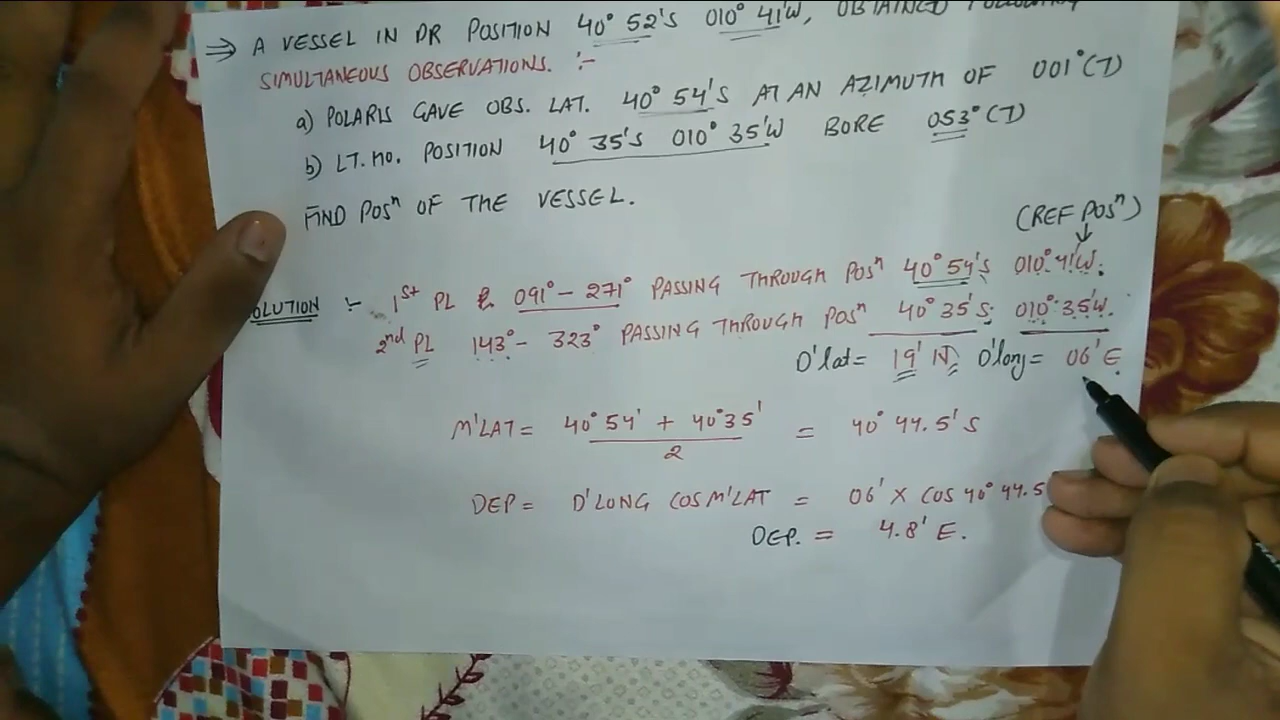 ⇒ A VESSEL IN DR POSITION 40° 52'S 010° 41'W, OBTAINED FOLLOWING
SIMULTANEOUS OBSERVATIONS. :-
a) POLARIS GAVE OBS. LAT. 40° 54'S AT AN AZIMUTH OF 001°(T)
b) LT. HO. POSITION 40° 35'S 010° 35'W BORE 053°(T)
FIND POSⁿ OF THE VESSEL.
(REF POSⁿ)
OLUTION :- 1st PL 091° - 271° PASSING THROUGH POSⁿ 40° 54'S 010° 41'W.
2nd PL 143° - 323° PASSING THROUGH POSⁿ 40° 35'S 010° 35'W.
D'lat = 19' N D'long = 06' E
M'LAT = 40° 54' + 40° 35' / 2 = 40° 44.5' S
DEP = D'LONG COS M'LAT = 06' X COS 40° 44.5
DEP. = 4.8' E.